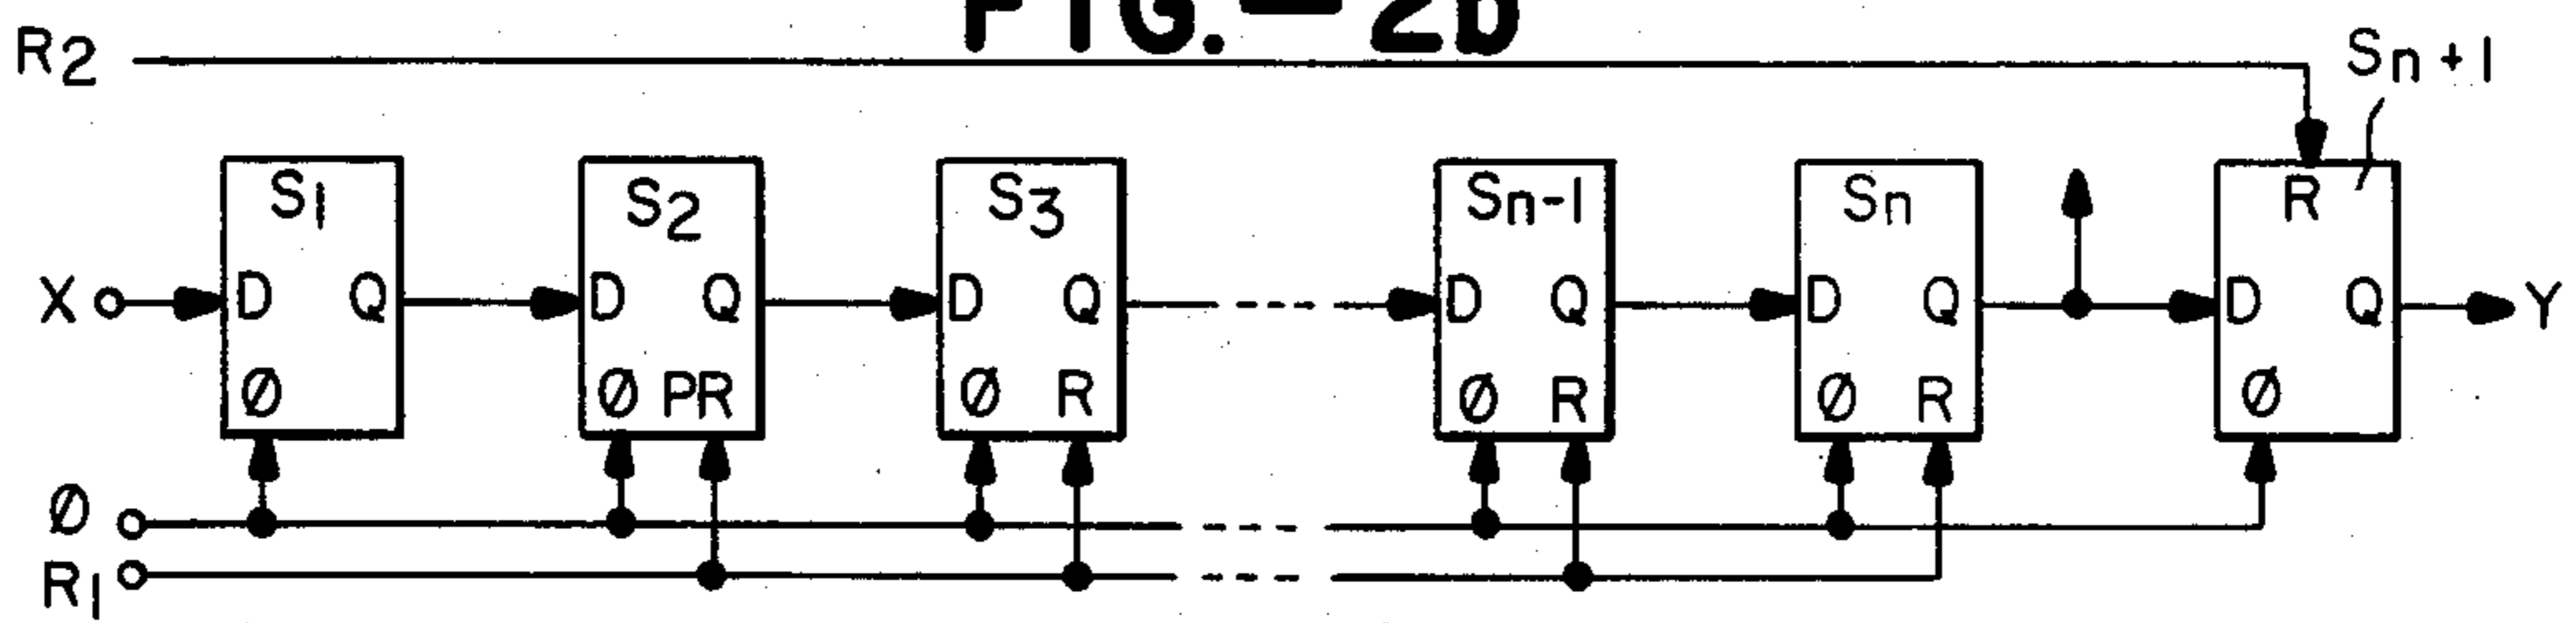 FIG.-2b
R2
Sn+1
S1 S2 S3 Sn-1 Sn R
X D Q D Q D Q D Q D Q D Q Y
Ø Ø PR Ø R Ø R Ø R Ø
Ø
R1